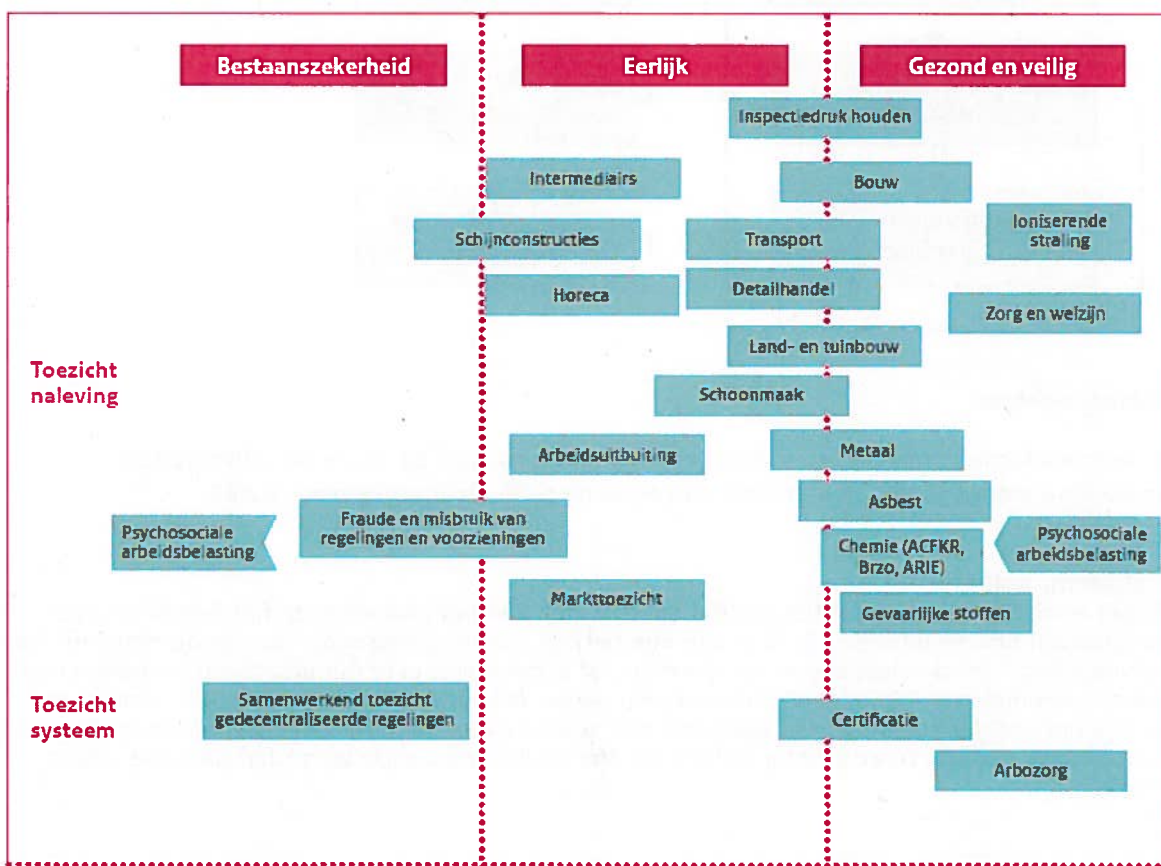 Bestaanszekerheid
Eerlijk
Gezond en veilig
Inspectiedruk houden
Intermediairs
Bouw
Ioniserende
straling
Schijnconstructies
Transport
Horeca
Detailhandel
Zorg en welzijn
Land- en tuinbouw
Toezicht
naleving
Schoonmaak
Arbeidsuitbuiting
Metaal
Asbest
Psychosociale
arbeidsbelasting
Fraude en misbruik van
regelingen en voorzieningen
Chemie (ACFKR,
Brzo, ARIE)
Psychosociale
arbeidsbelasting
Markttoezicht
Gevaarlijke stoffen
Toezicht
systeem
Samenwerkend toezicht
gedecentraliseerde regelingen
Certificatie
Arbozorg